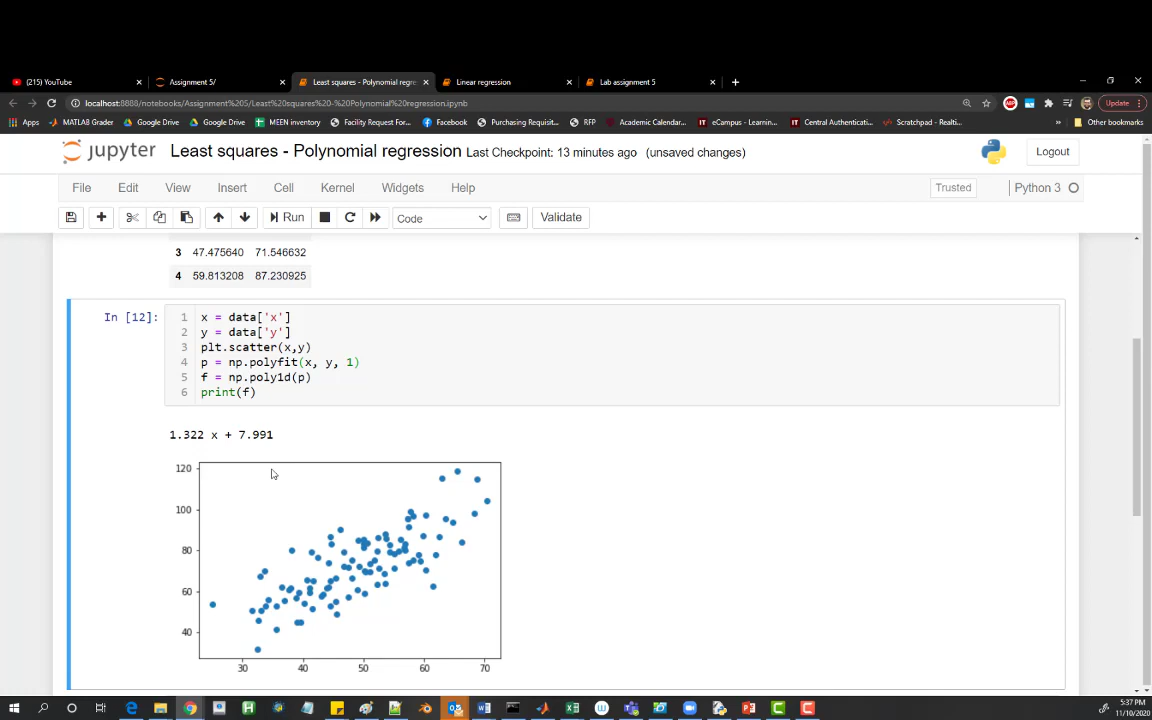 (215) YouTube
Assignment 5/
Least squares - Polynomial regre
Linear regression
Lab assignment 5
localhost:8888/notebooks/Assignment%205/Least%20squares%20-%20Polynomial%20regression.ipynb
Update
Apps
MATLAB Grader
Google Drive
Google Drive
MEEN inventory
Facility Request For...
Facebook
Purchasing Requisit...
RFP
Academic Calendar...
eCampus - Learnin...
Central Authenticati...
Scratchpad - Realti...
Other bookmarks
jupyter Least squares - Polynomial regression Last Checkpoint: 13 minutes ago (unsaved changes)
Logout
File Edit View Insert Cell Kernel Widgets Help
Trusted
Python 3
Run
Code
Validate
3 47.475640 71.546632
4 59.813208 87.230925
In [12]:
1 x = data['x']
2 y = data['y']
3 plt.scatter(x,y)
4 p = np.polyfit(x, y, 1)
5 f = np.poly1d(p)
6 print(f)
1.322 x + 7.991
120
100
80
60
40
30 40 50 60 70
5:37 PM
11/10/2020